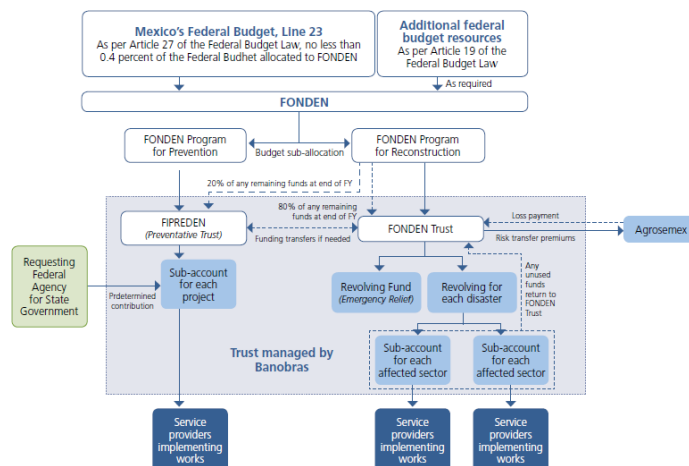 Mexico's Federal Budget, Line 23
As per Article 27 of the Federal Budget Law, no less than
0.4 percent of the Federal Budhet allocated to FONDEN
Additional federal
budget resources
As per Article 19 of the
Federal Budget Law
As required
FONDEN
FONDEN Program
for Prevention
Budget sub-allocation
FONDEN Program
for Reconstruction
20% of any remaining funds at end of FY
80% of any remaining
funds at end of FY
FIPREDEN
(Preventative Trust)
Funding transfers if needed
FONDEN Trust
Loss payment
Risk transfer premiums
Agrosemex
Requesting
Federal
Agency
for State
Government
Prdetermined
contribution
Sub-account
for each
project
Revolving Fund
(Emergency Relief)
Revolving for
each disaster
Any
unused
funds
return to
FONDEN
Trust
Sub-account
for each
affected sector
Sub-account
for each
affected sector
Trust managed by
Banobras
Service
providers
implementing
works
Service
providers
implementing
works
Service
providers
implementing
works